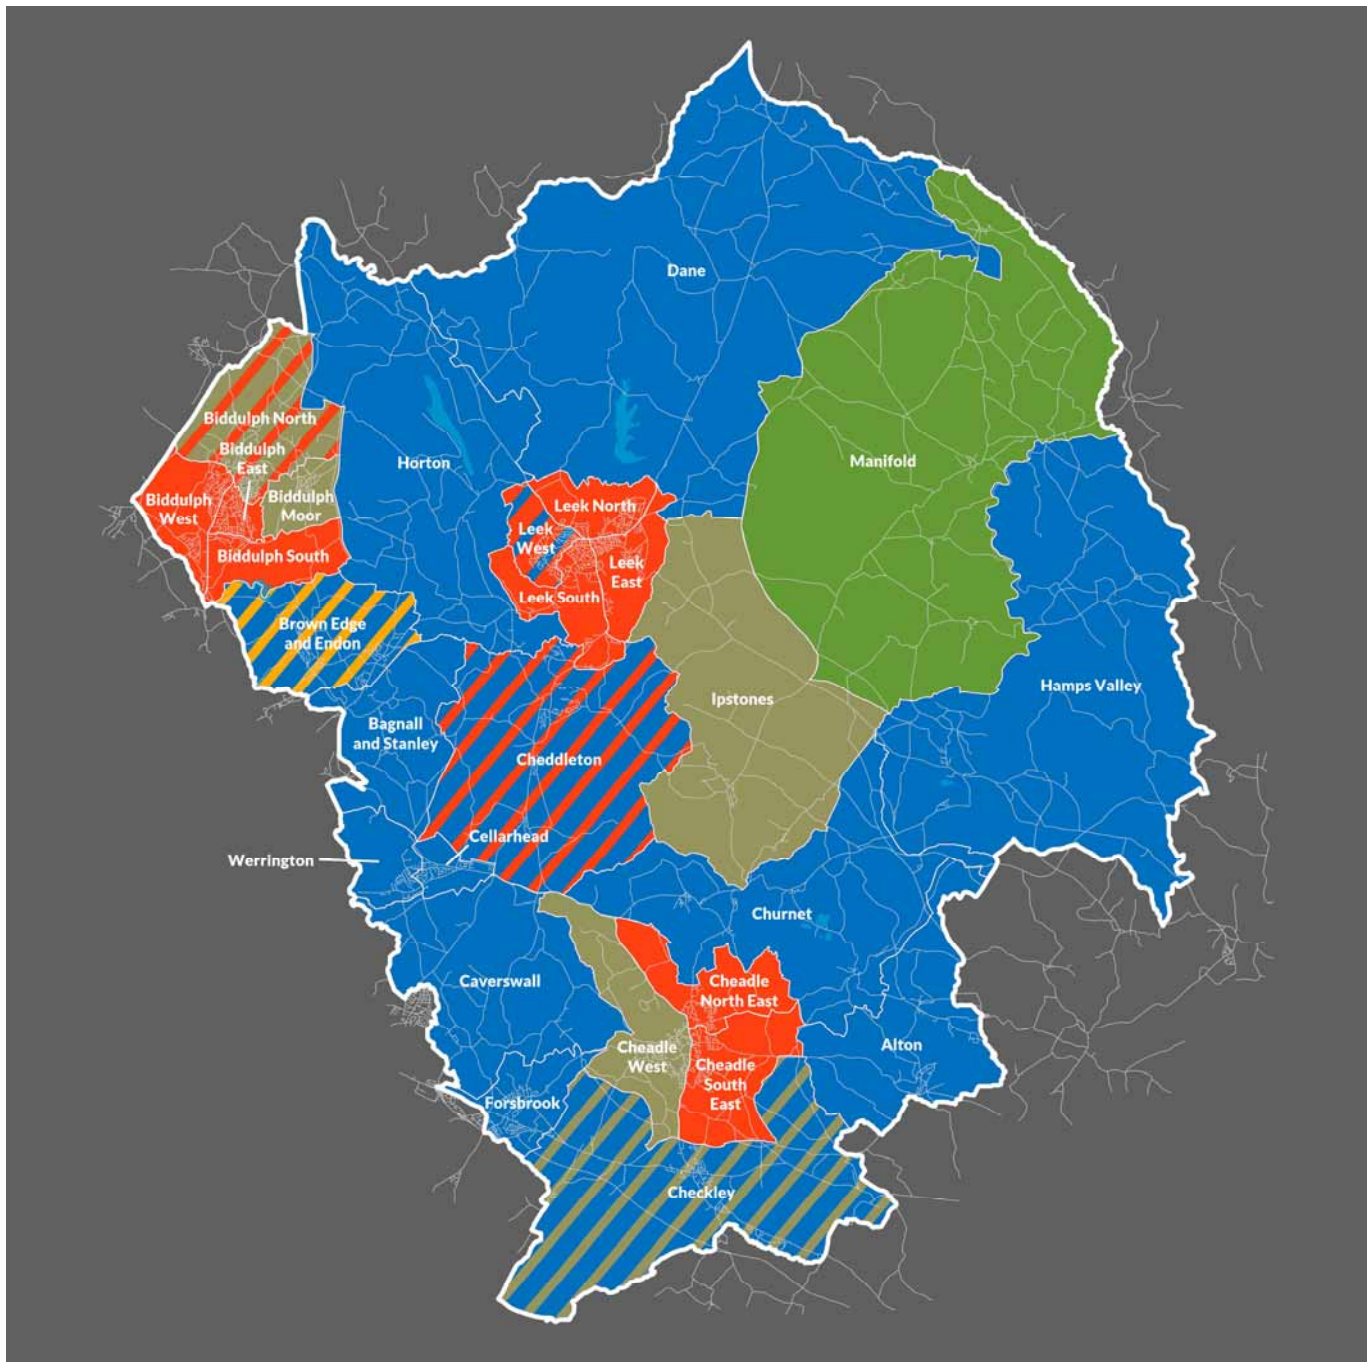 Dane
Biddulph North
Biddulph
East
Horton
Manifold
Biddulph
West
Biddulph
Moor
Leek North
Leek
West
Biddulph South
Leek
East
Leek South
Brown Edge
and Endon
Hamps Valley
Ipstones
Bagnall
and Stanley
Cheddleton
Cellarhead
Werrington
Churnet
Caverswall
Cheadle
North East
Alton
Cheadle
West
Cheadle
South
East
Forsbrook
Checkley